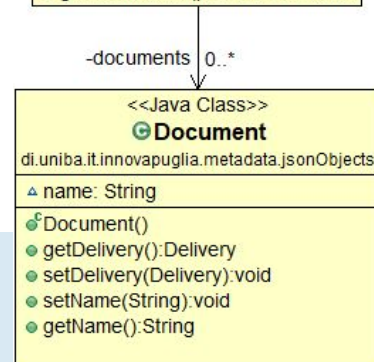 -documents 0..*
<<Java Class>>
Document
di.uniba.it.innovapuglia.metadata.jsonObjects
name: String
Document()
getDelivery():Delivery
setDelivery(Delivery):void
setName(String):void
getName():String